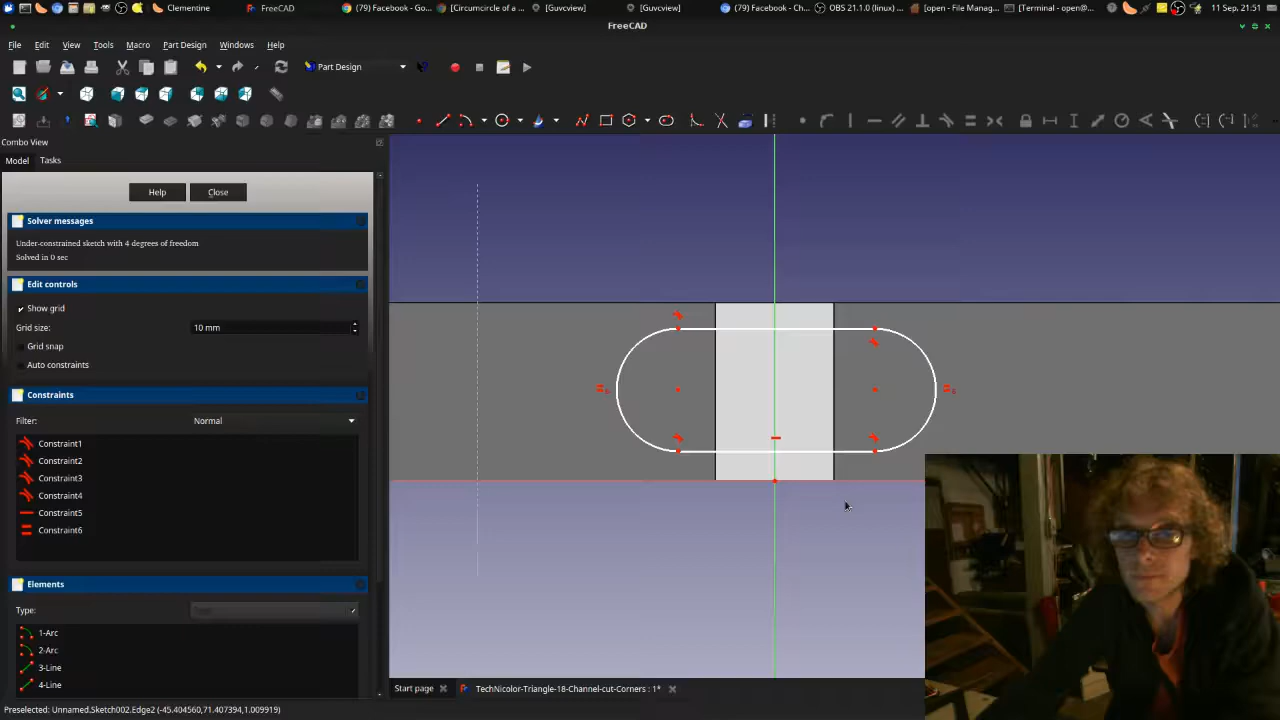 Clementine
FreeCAD
(79) Facebook - Go...
[Circumcircle of a ...
[Guvcview]
[Guvcview]
(79) Facebook - Ch...
OBS 21.1.0 (linux) ...
[open - File Manag...
[Terminal - open@...
11 Sep, 21:51
FreeCAD
File Edit View Tools Macro Part Design Windows Help
Part Design
Combo View
Model Tasks
Help Close
Solver messages
Under-constrained sketch with 4 degrees of freedom
Solved in 0 sec
Edit controls
Show grid
Grid size: 10 mm
Grid snap
Auto constraints
Constraints
Filter: Normal
Constraint1
Constraint2
Constraint3
Constraint4
Constraint5
Constraint6
Elements
Type:
1-Arc
2-Arc
3-Line
4-Line
Start page
TechNicolor-Triangle-18-Channel-cut-Corners : 1*
Preselected: Unnamed.Sketch002.Edge2 (-45.404560,71.407394,1.009919)